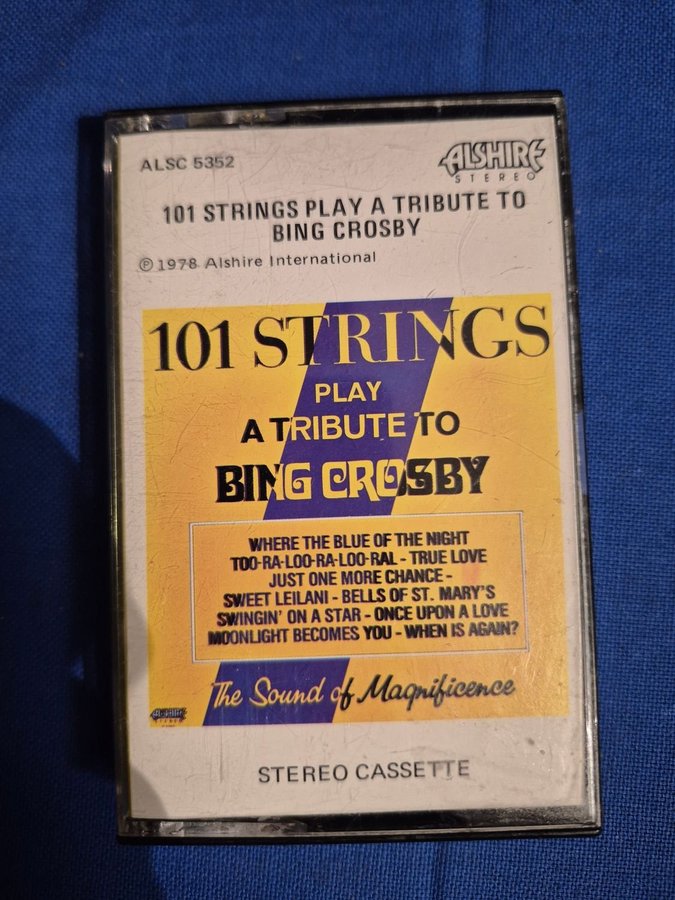 ALSC 5352
ALSHIRE
STEREO
101 STRINGS PLAY A TRIBUTE TO
BING CROSBY
℗ 1978 Alshire International
101 STRINGS
PLAY
A TRIBUTE TO
BING CROSBY
WHERE THE BLUE OF THE NIGHT
TOO-RA-LOO-RA-LOO-RAL - TRUE LOVE
JUST ONE MORE CHANCE -
SWEET LEILANI - BELLS OF ST. MARY'S
SWINGIN' ON A STAR - ONCE UPON A LOVE
MOONLIGHT BECOMES YOU - WHEN IS AGAIN?
The Sound of Magnificence
ALSHIRE
STEREO
STEREO CASSETTE